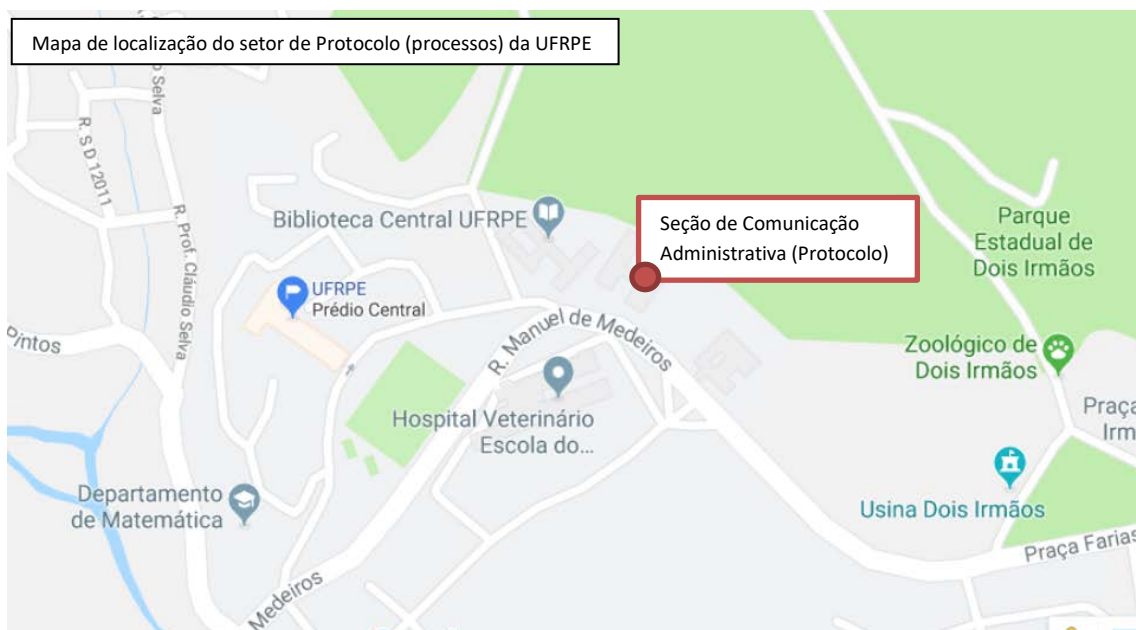 Mapa de localização do setor de Protocolo (processos) da UFRPE
Selva
R. S D 12011
R. Prof. Cláudio Selva
Biblioteca Central UFRPE
Seção de Comunicação
Administrativa (Protocolo)
Parque
Estadual de
Dois Irmãos
UFRPE
Prédio Central
Pintos
R. Manuel de Medeiros
Zoológico de
Dois Irmãos
Hospital Veterinário
Escola do...
Praça
Irm
Departamento
de Matemática
Usina Dois Irmãos
Praça Farias
Medeiros